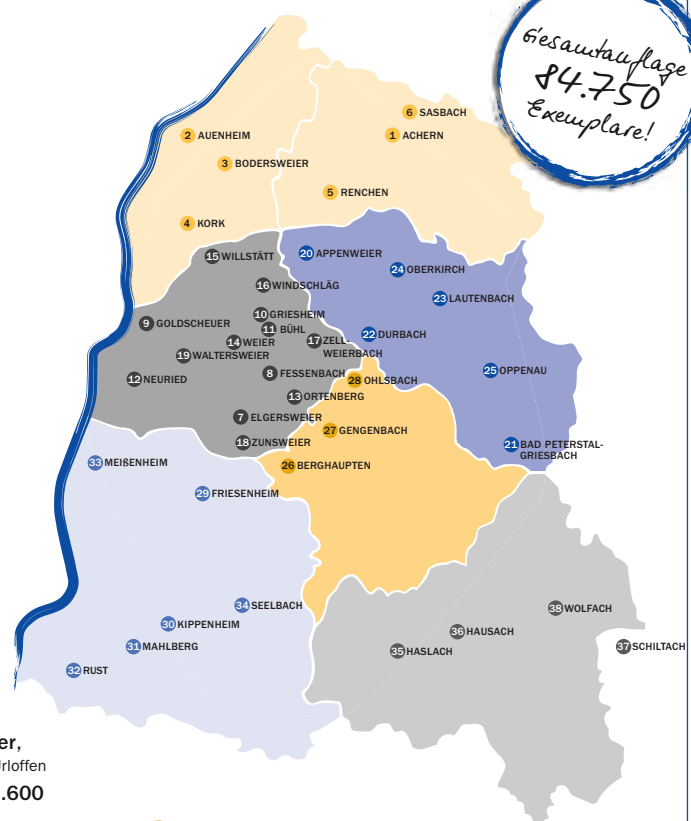 Gesamtauflage
84.750
Exemplare!
6 SASBACH
2 AUENHEIM
1 ACHERN
3 BODERSWEIER
5 RENCHEN
4 KORK
15 WILLSTÄTT
20 APPENWEIER
24 OBERKIRCH
16 WINDSCHLÄG
23 LAUTENBACH
10 GRIESHEIM
9 GOLDSCHEUER
11 BÜHL
22 DURBACH
14 WEIER
17 ZELL-
WEIERBACH
19 WALTERSWEIER
25 OPPENAU
8 FESSENBACH
12 NEURIED
28 OHLSBACH
13 ORTENBERG
7 ELGERSWEIER
27 GENGENBACH
18 ZUNSWEIER
21 BAD PETERSTAL-
GRIESBACH
33 MEIßENHEIM
26 BERGHAUPTEN
29 FRIESENHEIM
34 SEELBACH
38 WOLFACH
30 KIPPENHEIM
36 HAUSACH
31 MAHLBERG
37 SCHILTACH
35 HASLACH
32 RUST
er,
Urloffen
.600